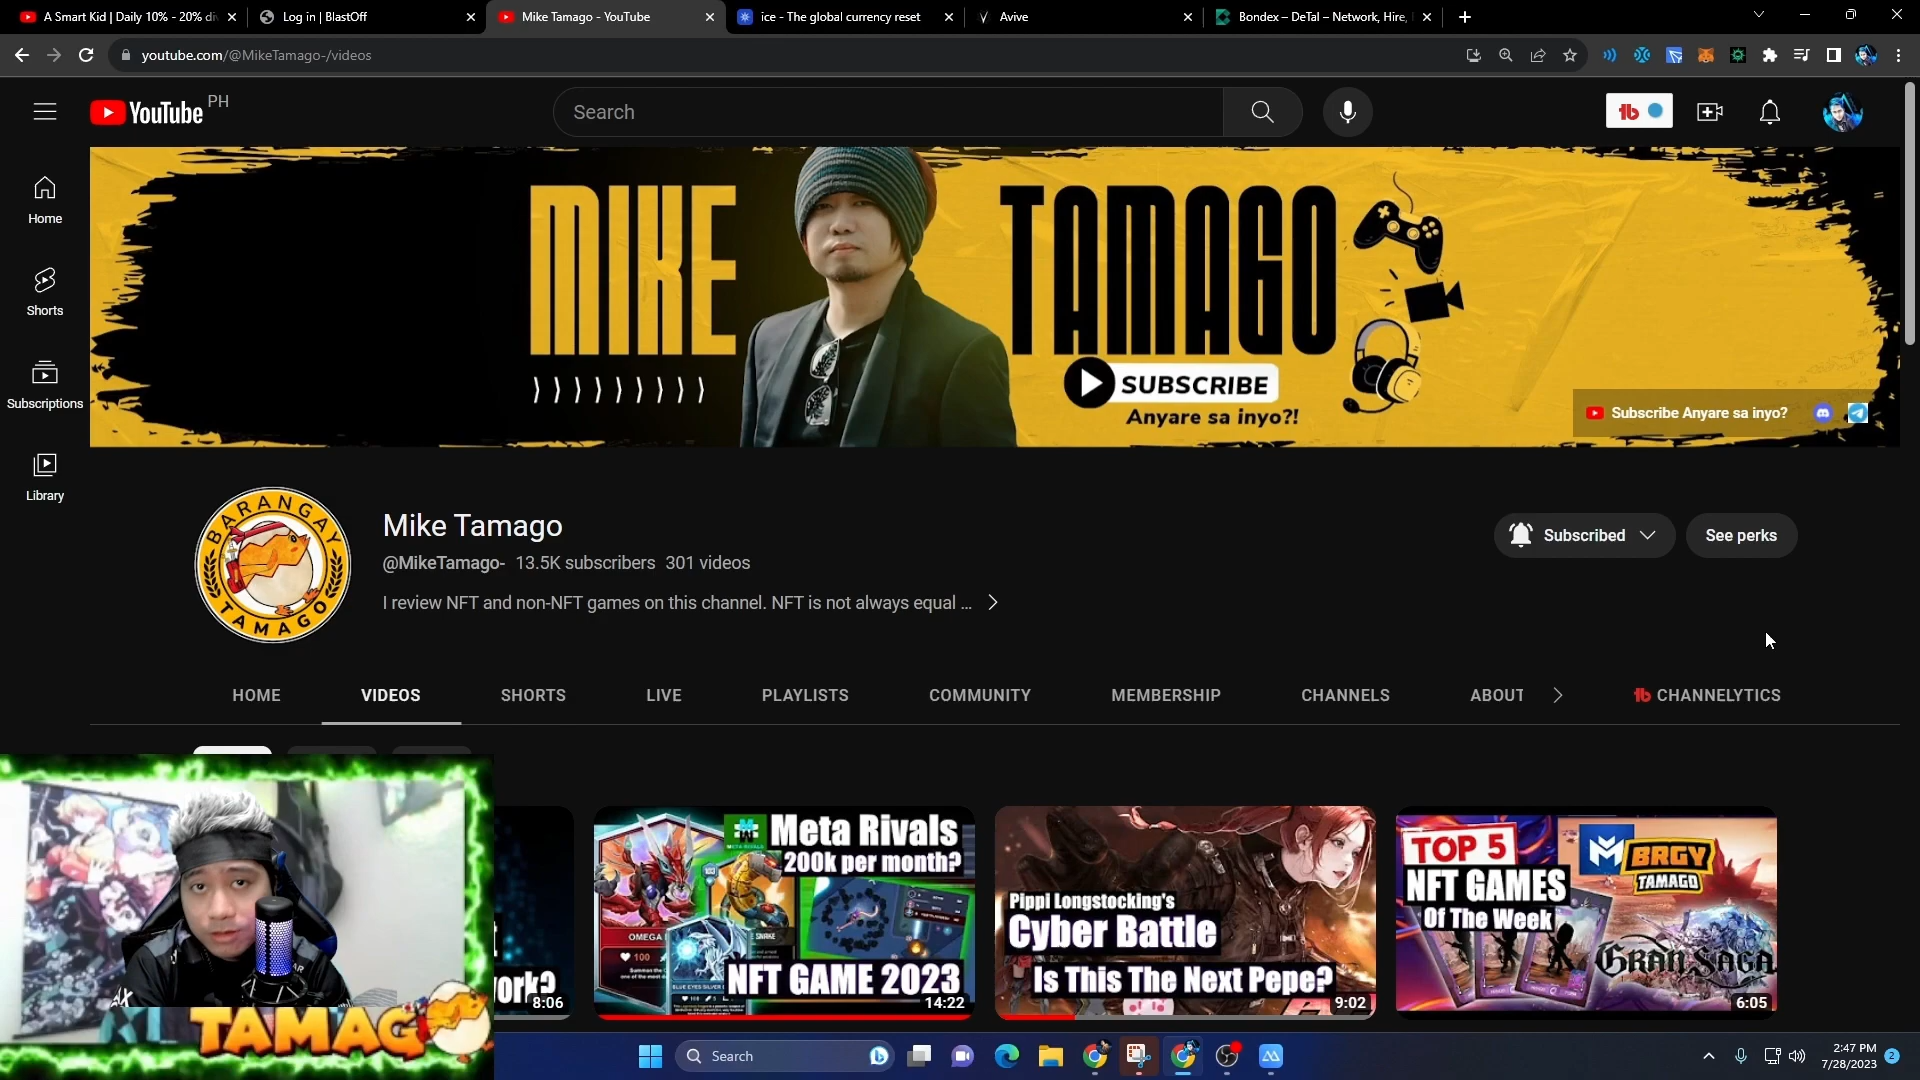 A Smart Kid | Daily 10% - 20% di
Log in | BlastOff
Mike Tamago - YouTube
ice - The global currency reset
Avive
Bondex – DeTal – Network, Hire,
youtube.com/@MikeTamago-/videos
YouTube PH
Search
Home
Shorts
Subscriptions
Library
MIKE TAMAGO
SUBSCRIBE
Anyare sa inyo?!
Subscribe Anyare sa inyo?
BARANGAY
TAMAGO
Mike Tamago
@MikeTamago- 13.5K subscribers 301 videos
I review NFT and non-NFT games on this channel. NFT is not always equal ...
Subscribed
See perks
HOME VIDEOS SHORTS LIVE PLAYLISTS COMMUNITY MEMBERSHIP CHANNELS ABOUT CHANNELYTICS
ork?
8:06
Meta Rivals
200k per month?
OMEGA
SNAKE
100
NFT GAME 2023
14:22
Pippi Longstocking's
Cyber Battle
Is This The Next Pepe?
9:02
TOP 5
NFT GAMES
Of The Week
BRGY
TAMAGO
GRAN SAGA
6:05
TAMAGO
Search
2:47 PM
7/28/2023
2